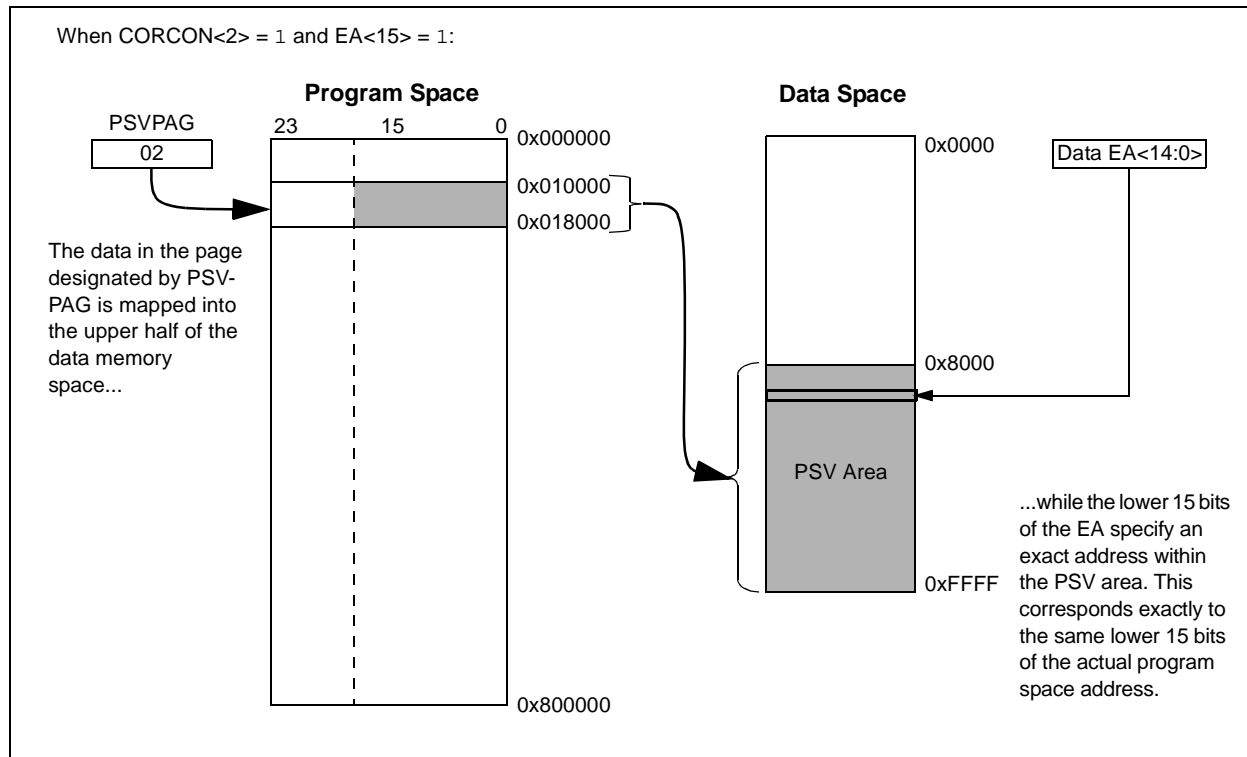 When CORCON<2> = 1 and EA<15> = 1:
Program Space
Data Space
PSVPAG
02
23 15 0
0x000000
0x010000
0x018000
0x800000
The data in the page
designated by PSV-
PAG is mapped into
the upper half of the
data memory
space...
0x0000
0x8000
0xFFFF
PSV Area
Data EA<14:0>
...while the lower 15 bits
of the EA specify an
exact address within
the PSV area. This
corresponds exactly to
the same lower 15 bits
of the actual program
space address.